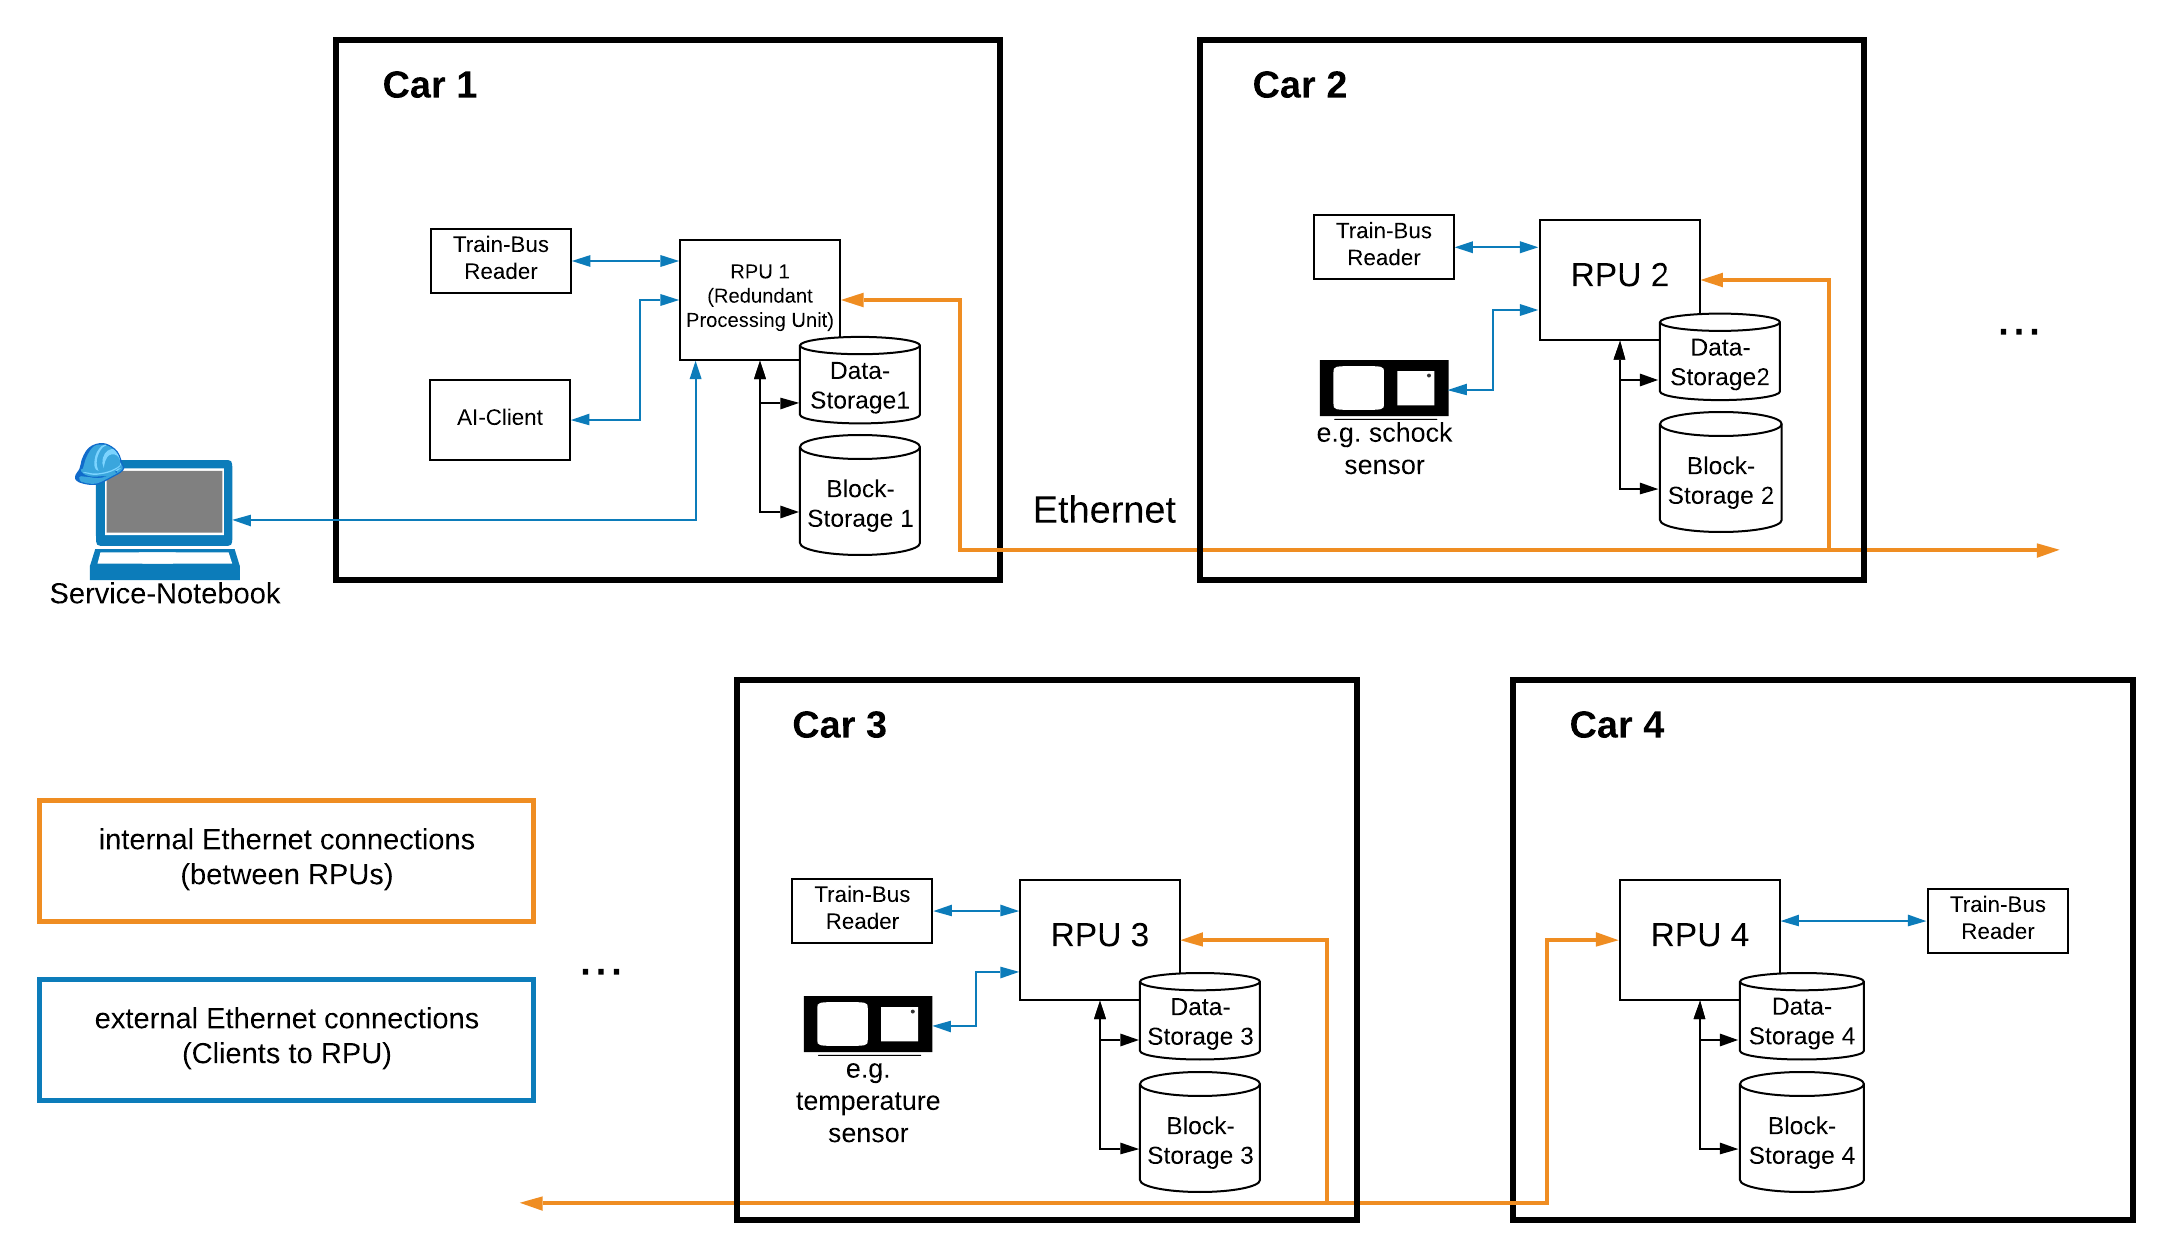 Car 1
Train-Bus
Reader
RPU 1
(Redundant
Processing Unit)
AI-Client
Data-
Storage1
Block-
Storage 1
Service-Notebook
Ethernet
Car 2
Train-Bus
Reader
RPU 2
e.g. schock
sensor
Data-
Storage2
Block-
Storage 2
...
internal Ethernet connections
(between RPUs)
external Ethernet connections
(Clients to RPU)
...
Car 3
Train-Bus
Reader
RPU 3
e.g.
temperature
sensor
Data-
Storage 3
Block-
Storage 3
Car 4
RPU 4
Train-Bus
Reader
Data-
Storage 4
Block-
Storage 4